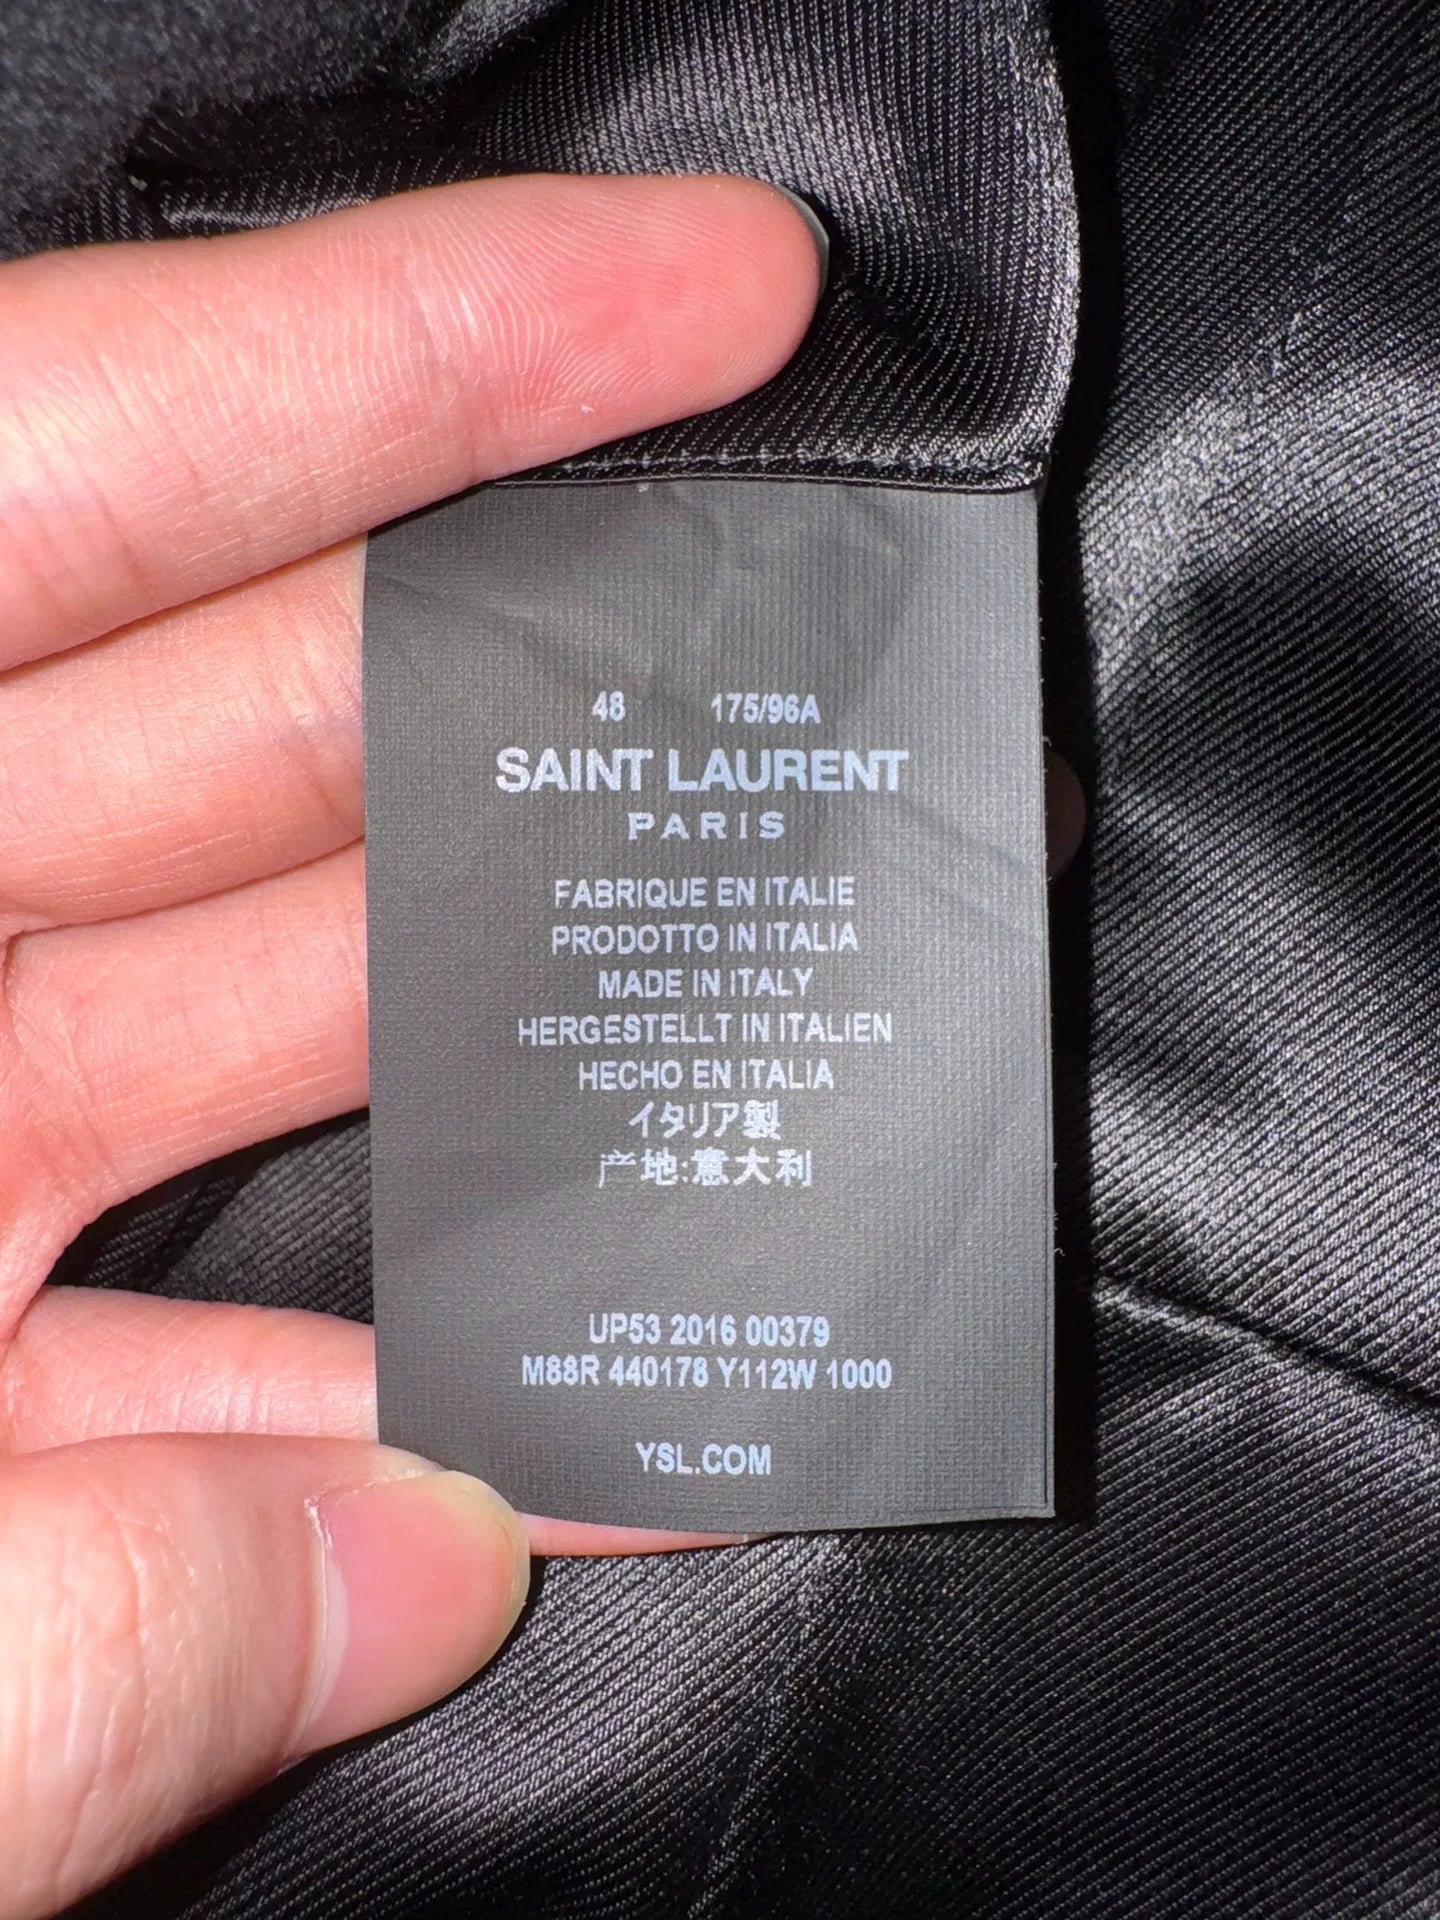 48 175/96A
SAINT LAURENT
PARIS
FABRIQUE EN ITALIE
PRODOTTO IN ITALIA
MADE IN ITALY
HERGESTELLT IN ITALIEN
HECHO EN ITALIA
イタリア製
产地:意大利
UP53 2016 00379
M88R 440178 Y112W 1000
YSL.COM